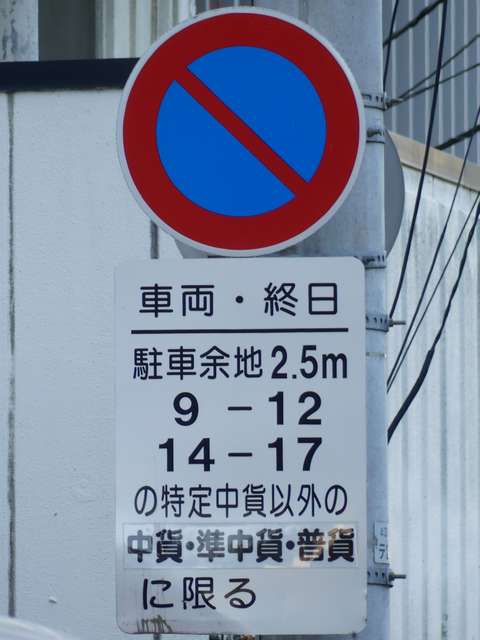 車両・終日
駐車余地2.5m
9－12
14－17
の特定中貨以外の
中貨・準中貨・普貨
に限る